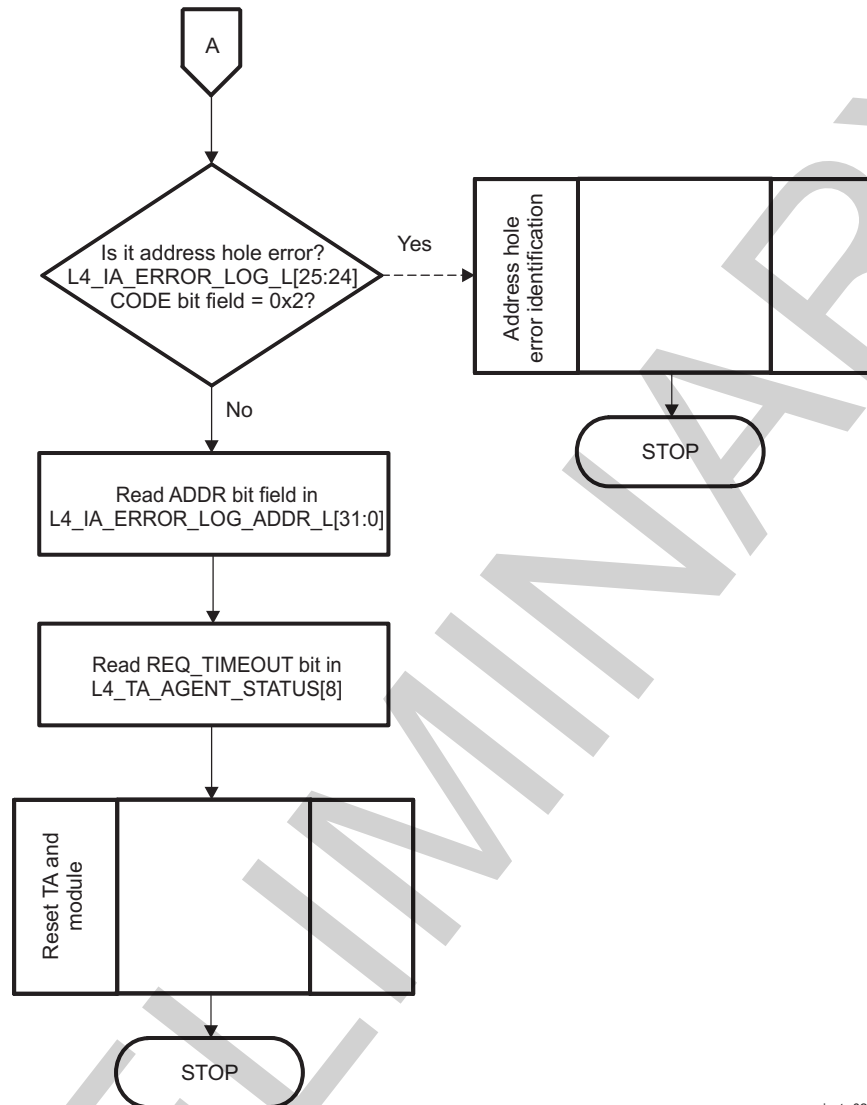 A
Is it address hole error?
L4_IA_ERROR_LOG_L[25:24]
CODE bit field = 0x2?
Yes
Address hole
error identification
No
STOP
Read ADDR bit field in
L4_IA_ERROR_LOG_ADDR_L[31:0]
Read REQ_TIMEOUT bit in
L4_TA_AGENT_STATUS[8]
Reset TA and
module
STOP